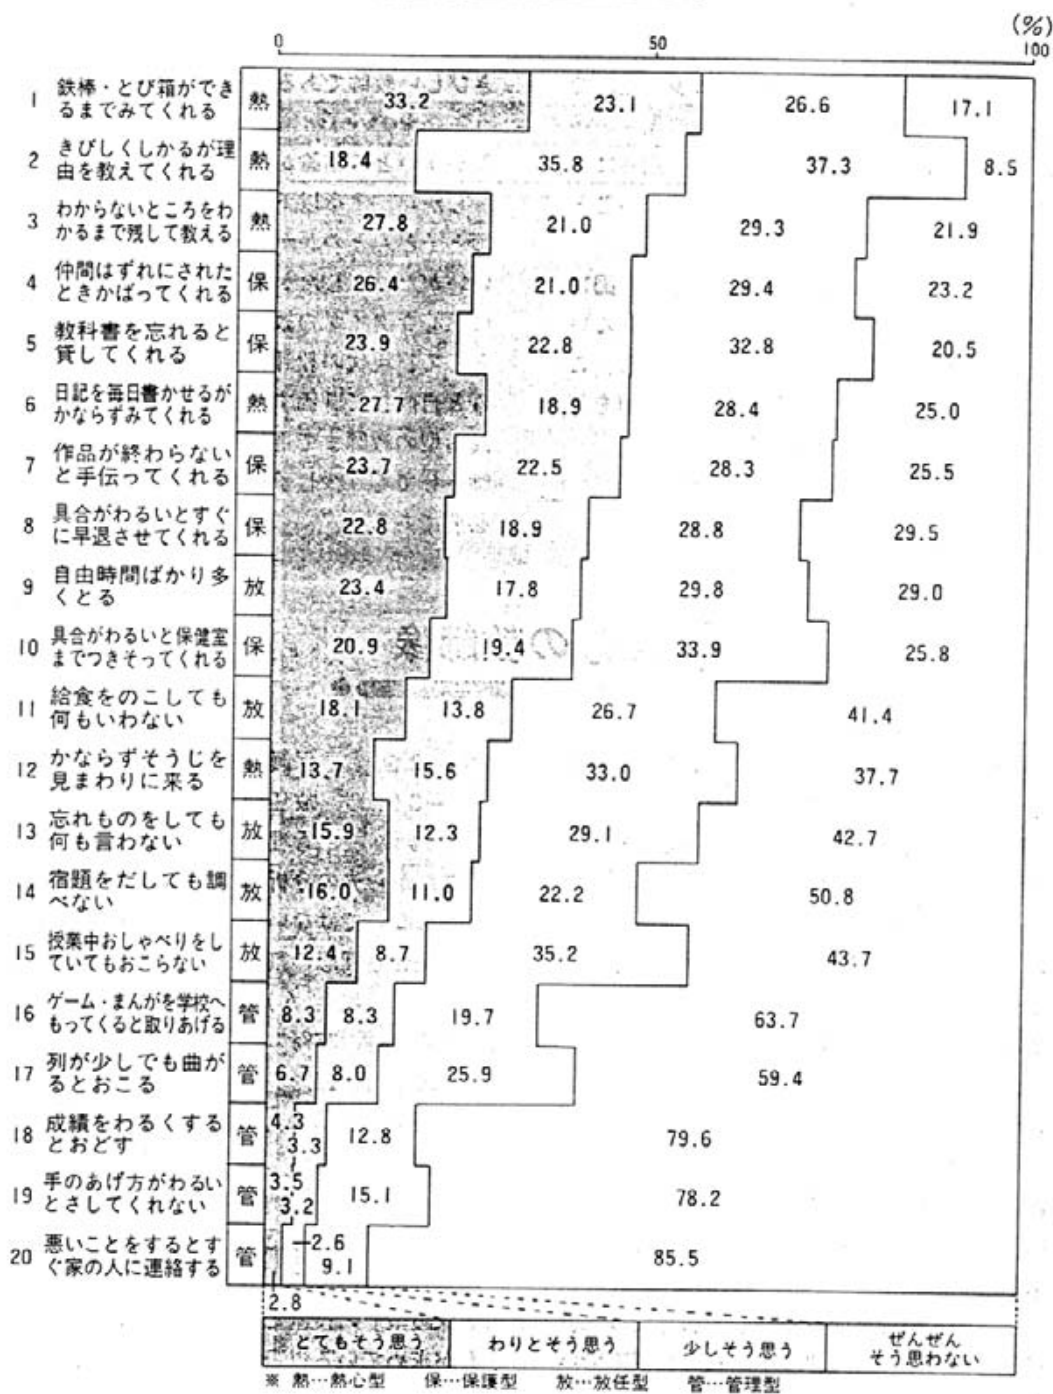 (%)
0 50 100
1 鉄棒・とび箱ができ 熱 33.2 23.1 26.6 17.1
るまでみてくれる
2 きびしくしかるが理 熱 18.4 35.8 37.3 8.5
由を教えてくれる
3 わからないところをわ 熱 27.8 21.0 29.3 21.9
かるまで残して教える
4 仲間はずれにされた 保 26.4 21.0 29.4 23.2
ときかばってくれる
5 教科書を忘れると 保 23.9 22.8 32.8 20.5
貸してくれる
6 日記を毎日書かせるが 熱 27.7 18.9 28.4 25.0
かならずみてくれる
7 作品が終わらない 保 23.7 22.5 28.3 25.5
と手伝ってくれる
8 具合がわるいとすぐ 保 22.8 18.9 28.8 29.5
に早退させてくれる
9 自由時間ばかり多 放 23.4 17.8 29.8 29.0
くとる
10 具合がわるいと保健室 保 20.9 19.4 33.9 25.8
までつきそってくれる
11 給食をのこしても 放 18.1 13.8 26.7 41.4
何もいわない
12 かならずそうじを 熱 13.7 15.6 33.0 37.7
見まわりに来る
13 忘れものをしても 放 15.9 12.3 29.1 42.7
何も言わない
14 宿題をだしても調 放 16.0 11.0 22.2 50.8
べない
15 授業中おしゃべりをし 放 12.4 8.7 35.2 43.7
ていてもおこらない
16 ゲーム・まんがを学校へ 管 8.3 8.3 19.7 63.7
もってくると取りあげる
17 列が少しでも曲が 管 6.7 8.0 25.9 59.4
るとおこる
18 成績をわるくする 管 4.3 3.3 12.8 79.6
とおどす
19 手のあげ方がわるい 管 3.5 3.2 15.1 78.2
とさしてくれない
20 悪いことをするとす 管 2.8 2.6 9.1 85.5
ぐ家の人に連絡する
とてもそう思う わりとそう思う 少しそう思う ぜんぜん
そう思わない
※ 熱…熱心型 保…保護型 放…放任型 管…管理型